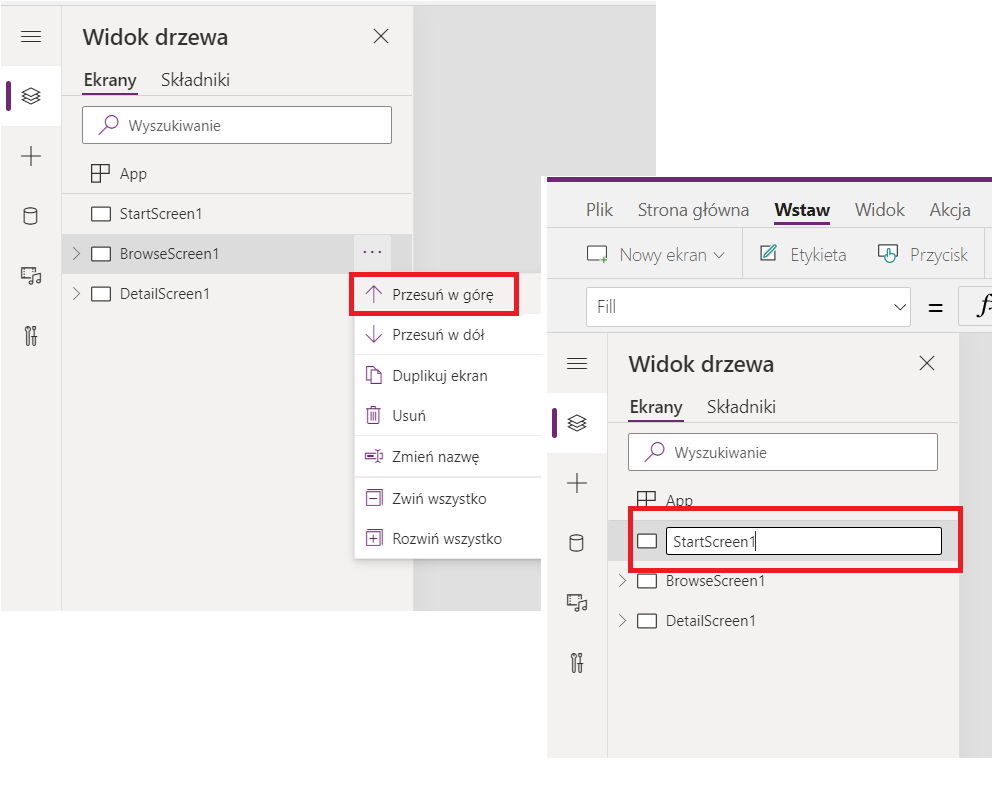 Widok drzewa
Ekrany Składniki
Wyszukiwanie
App
StartScreen1
BrowseScreen1 ...
DetailScreen1
Przesuń w górę
Przesuń w dół
Duplikuj ekran
Usuń
Zmień nazwę
Zwiń wszystko
Rozwiń wszystko
Plik Strona główna Wstaw Widok Akcja
Nowy ekran Etykieta Przycisk
Fill = f
Widok drzewa
Ekrany Składniki
Wyszukiwanie
App
StartScreen1
BrowseScreen1
DetailScreen1